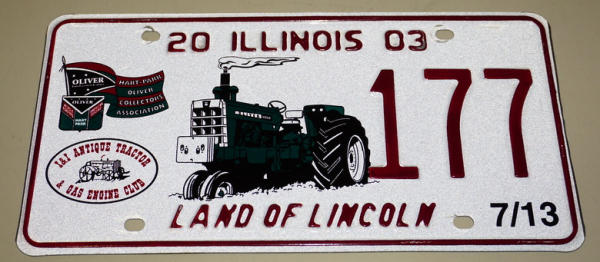 20 ILLINOIS 03
OLIVER
HART-PARR
OLIVER
COLLECTORS
ASSOCIATION
OLIVER
HART
PARR
177
I&I ANTIQUE TRACTOR
& GAS ENGINE CLUB
LAND OF LINCOLN
7/13